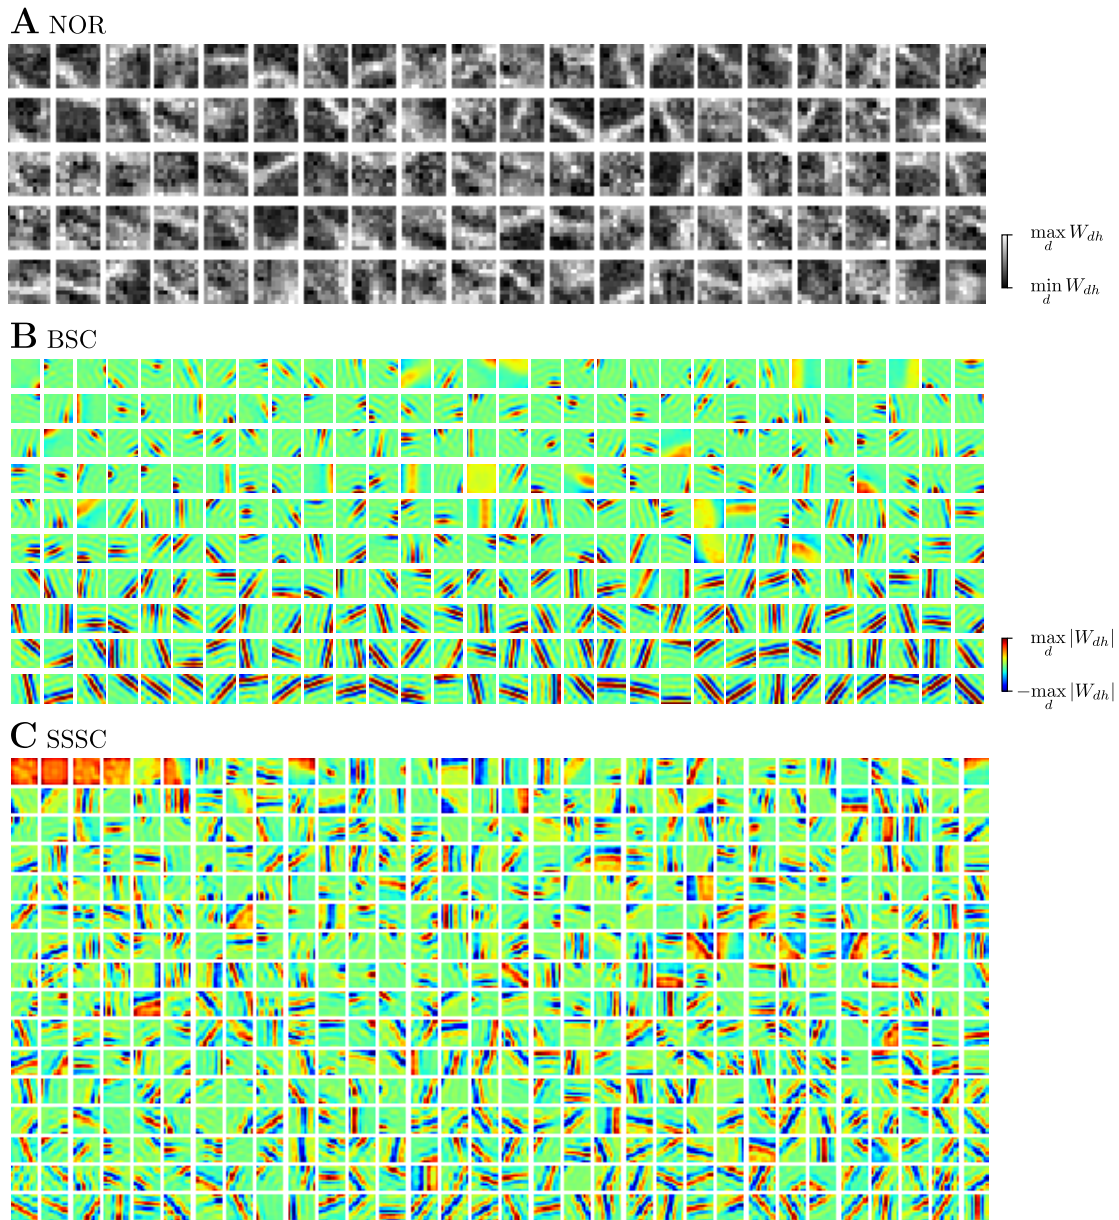 A NOR
max W_dh
d
min W_dh
d
B BSC
max |W_dh|
d
−max |W_dh|
d
C SSSC